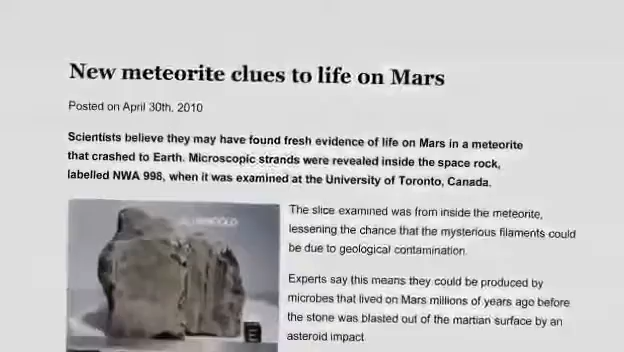 New meteorite clues to life on Mars
Posted on April 30th, 2010
Scientists believe they may have found fresh evidence of life on Mars in a meteorite
that crashed to Earth. Microscopic strands were revealed inside the space rock,
labelled NWA 998, when it was examined at the University of Toronto, Canada.
The slice examined was from inside the meteorite,
lessening the chance that the mysterious filaments could
be due to geological contamination.
Experts say this means they could be produced by
microbes that lived on Mars millions of years ago before
the stone was blasted out of the martian surface by an
asteroid impact